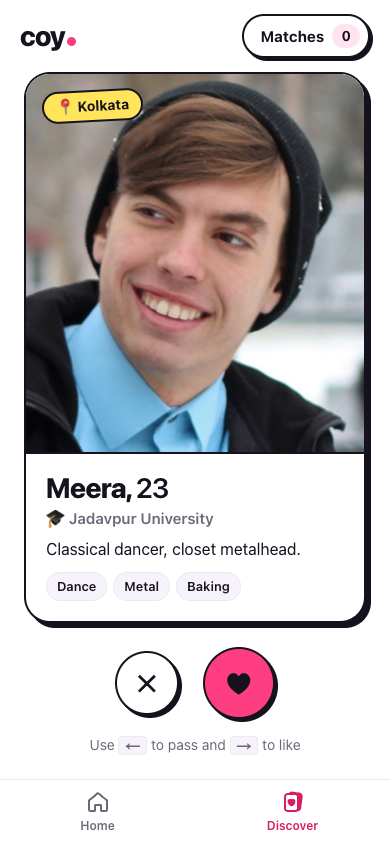 coy
Matches 0
📍 Kolkata
Meera, 23
🎓 Jadavpur University
Classical dancer, closet metalhead.
Dance Metal Baking
Use ← to pass and → to like
Home Discover